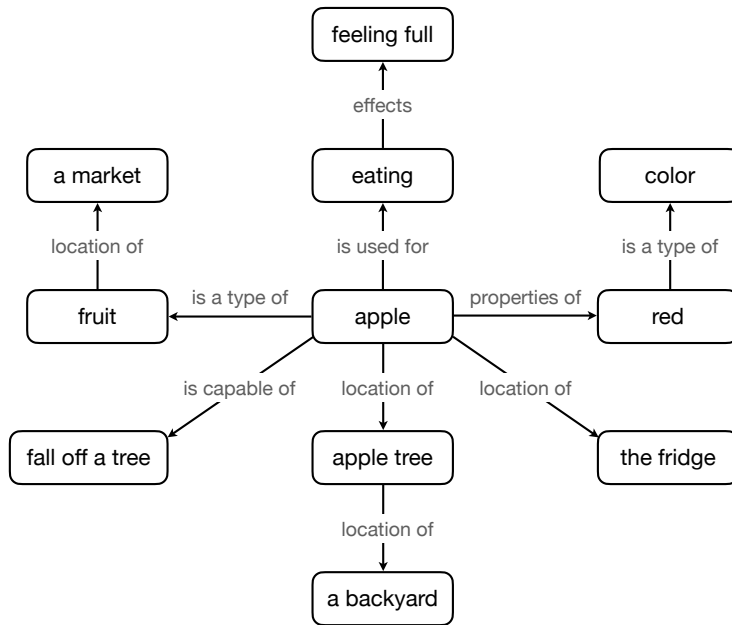 feeling full
effects
a market
eating
color
location of
is used for
is a type of
is a type of
properties of
fruit
apple
red
is capable of
location of
location of
fall off a tree
apple tree
the fridge
location of
a backyard